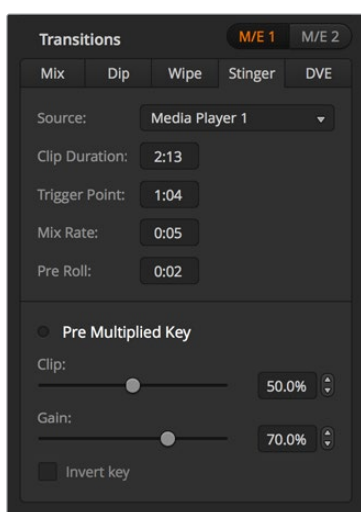 Transitions M/E 1 M/E 2
Mix Dip Wipe Stinger DVE
Source: Media Player 1
Clip Duration: 2:13
Trigger Point: 1:04
Mix Rate: 0:05
Pre Roll: 0:02
Pre Multiplied Key
Clip:
50.0%
Gain:
70.0%
Invert key